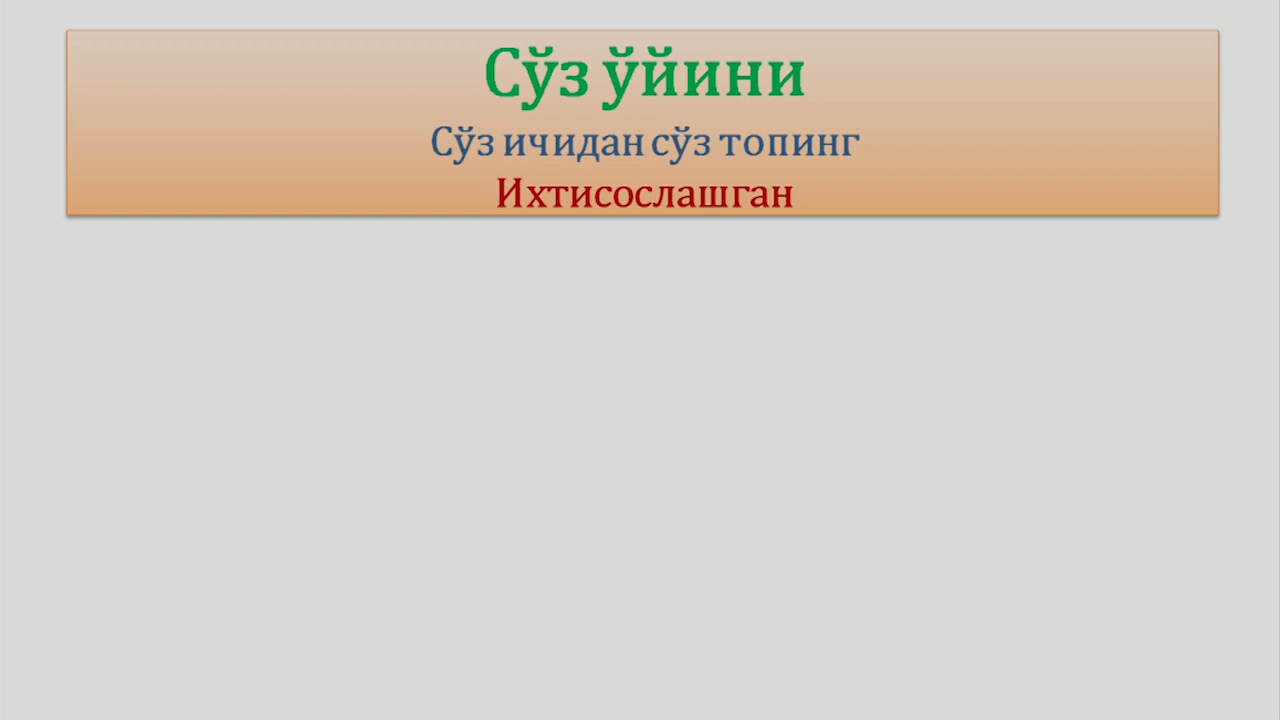 Сўз ўйини
Сўз ичидан сўз топинг
Ихтисослашган